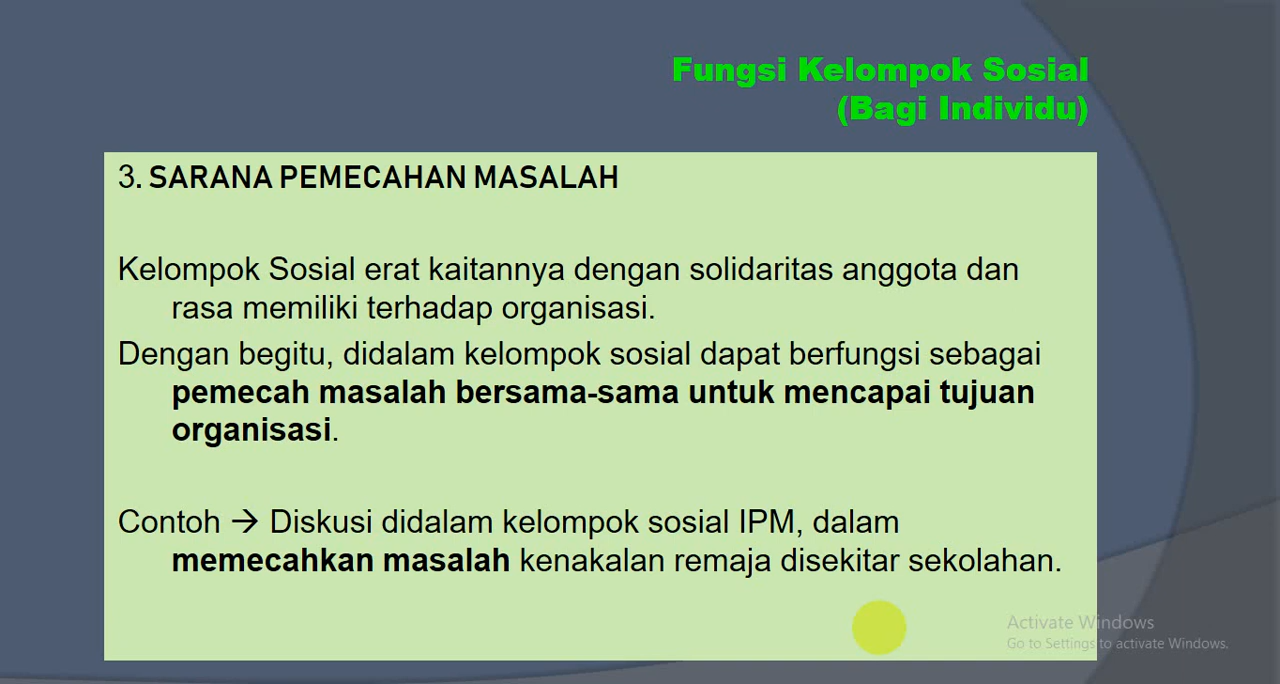 Fungsi Kelompok Sosial
(Bagi Individu)
3. SARANA PEMECAHAN MASALAH
Kelompok Sosial erat kaitannya dengan solidaritas anggota dan
rasa memiliki terhadap organisasi.
Dengan begitu, didalam kelompok sosial dapat berfungsi sebagai
pemecah masalah bersama-sama untuk mencapai tujuan
organisasi.
Contoh → Diskusi didalam kelompok sosial IPM, dalam
memecahkan masalah kenakalan remaja disekitar sekolahan.
Activate Windows
Go to Settings to activate Windows.